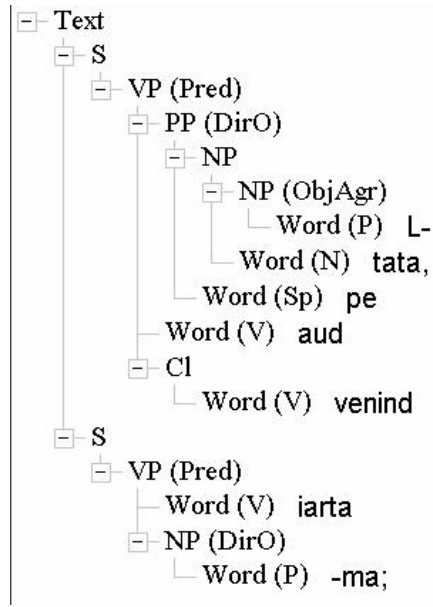 Text
S
VP (Pred)
PP (DirO)
NP
NP (ObjAgr)
Word (P) L-
Word (N) tata,
Word (Sp) pe
Word (V) aud
Cl
Word (V) venind
S
VP (Pred)
Word (V) iarta
NP (DirO)
Word (P) -ma;